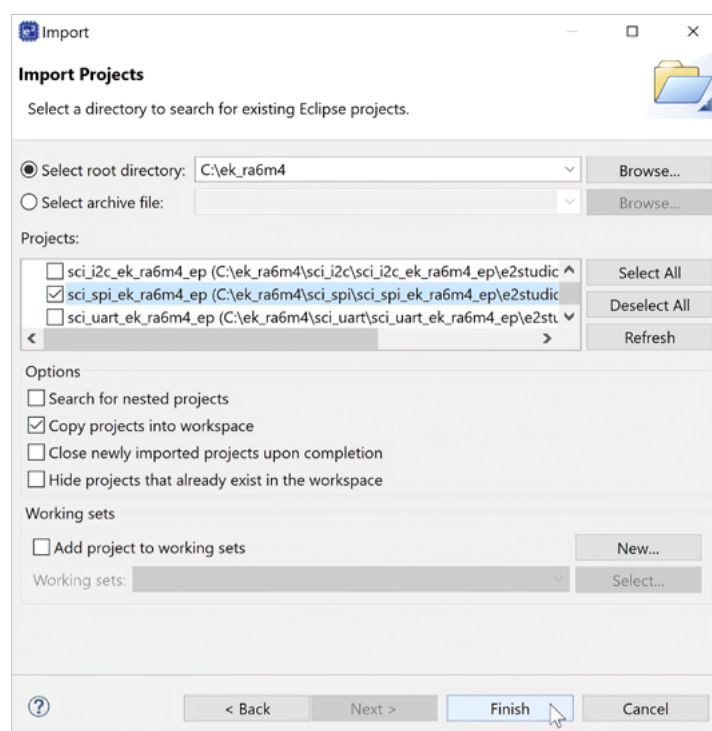 Import
Import Projects
Select a directory to search for existing Eclipse projects.
Select root directory: C:\ek_ra6m4 Browse...
Select archive file: Browse...
Projects:
sci_i2c_ek_ra6m4_ep (C:\ek_ra6m4\sci_i2c\sci_i2c_ek_ra6m4_ep\e2studic Select All
sci_spi_ek_ra6m4_ep (C:\ek_ra6m4\sci_spi\sci_spi_ek_ra6m4_ep\e2studic Deselect All
sci_uart_ek_ra6m4_ep (C:\ek_ra6m4\sci_uart\sci_uart_ek_ra6m4_ep\e2stu Refresh
Options
Search for nested projects
Copy projects into workspace
Close newly imported projects upon completion
Hide projects that already exist in the workspace
Working sets
Add project to working sets New...
Working sets: Select...
? < Back Next > Finish Cancel